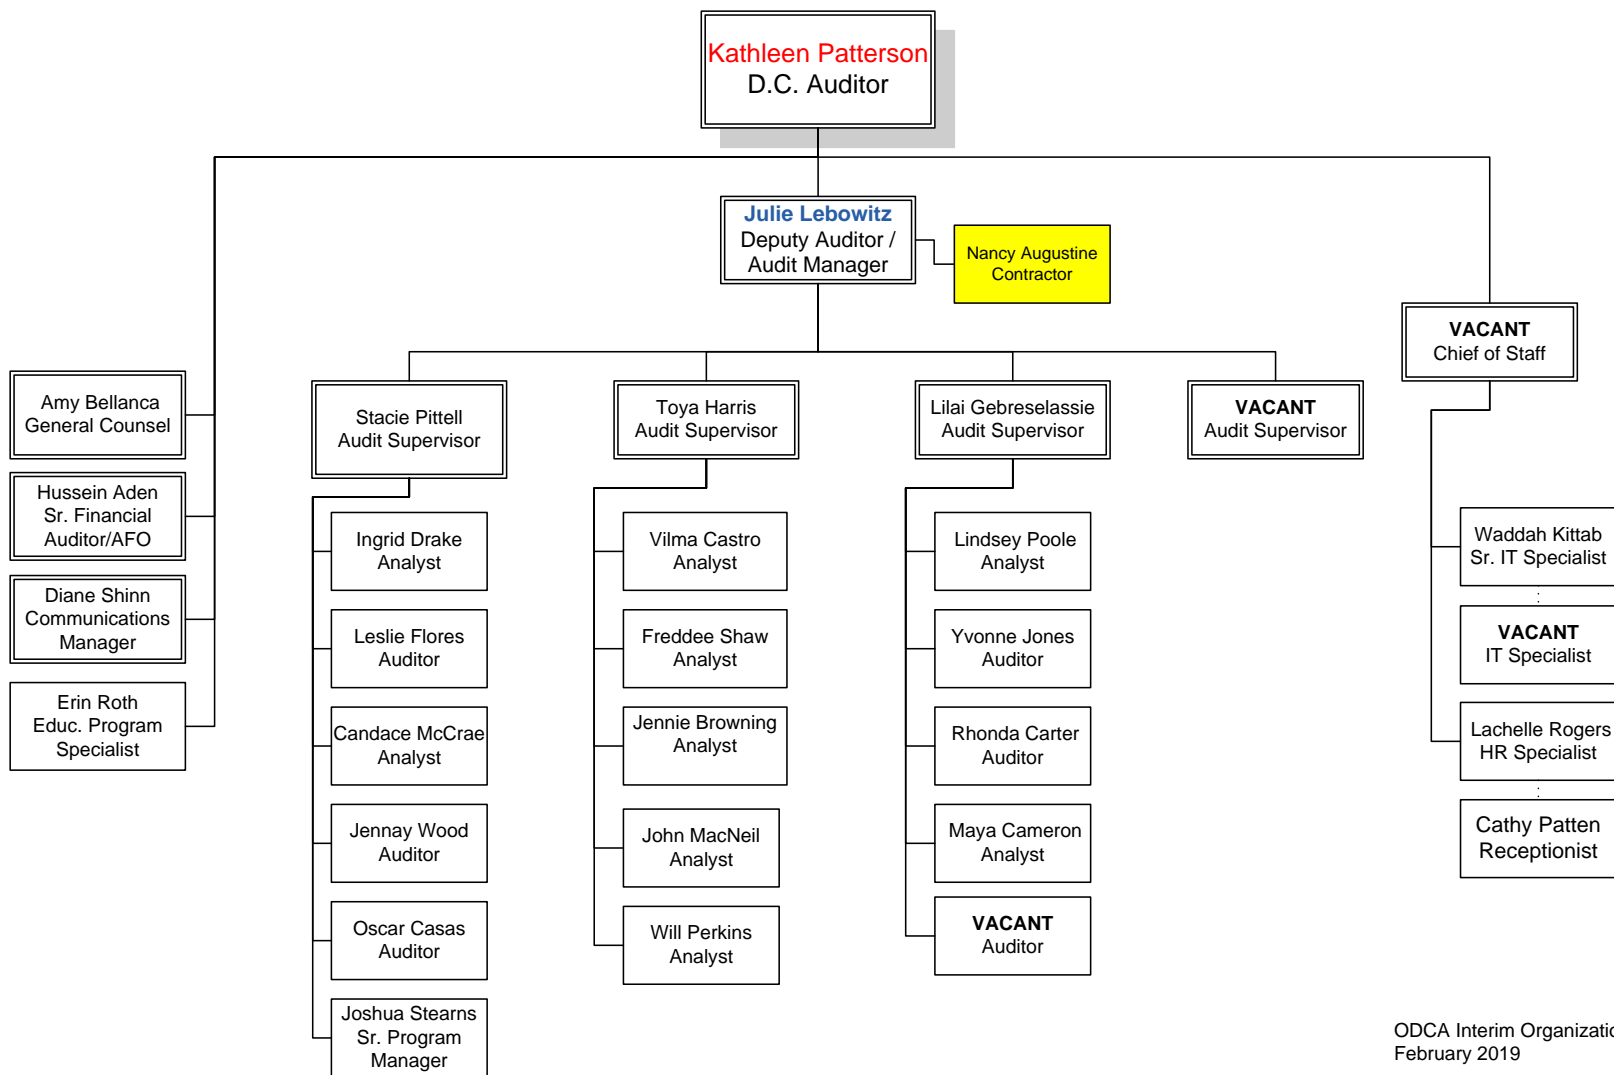 Kathleen Patterson
D.C. Auditor
Julie Lebowitz
Deputy Auditor /
Audit Manager
Nancy Augustine
Contractor
VACANT
Chief of Staff
Amy Bellanca
General Counsel
Hussein Aden
Sr. Financial
Auditor/AFO
Diane Shinn
Communications
Manager
Erin Roth
Educ. Program
Specialist
Stacie Pittell
Audit Supervisor
Ingrid Drake
Analyst
Leslie Flores
Auditor
Candace McCrae
Analyst
Jennay Wood
Auditor
Oscar Casas
Auditor
Joshua Stearns
Sr. Program
Manager
Toya Harris
Audit Supervisor
Vilma Castro
Analyst
Freddee Shaw
Analyst
Jennie Browning
Analyst
John MacNeil
Analyst
Will Perkins
Analyst
Lilai Gebreselassie
Audit Supervisor
Lindsey Poole
Analyst
Yvonne Jones
Auditor
Rhonda Carter
Auditor
Maya Cameron
Analyst
VACANT
Auditor
VACANT
Audit Supervisor
Waddah Kittab
Sr. IT Specialist
VACANT
IT Specialist
Lachelle Rogers
HR Specialist
Cathy Patten
Receptionist
ODCA Interim Organizatio
February 2019